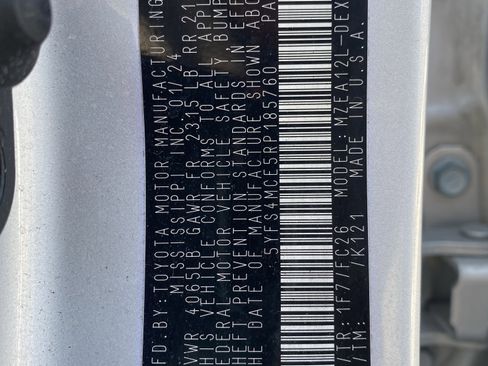 FD.BY:TOYOTA MOTOR MANUFACTURING
MISSISSIPPI INC. 01/24
VWR 4065LB GAWR FR 2315 LB RR 21
HIS VEHICLE CONFORMS TO ALL APPL
EDERAL MOTOR VEHICLE SAFETY BUMP
HEFT PREVENTION STANDARDS IN EFF
HE DATE OF MANUFACTURE SHOWN ABO
5YFS4MCE5RP185760 PA
/TR: 1F7/FC26 MODEL: MZEA12L-DEX
/TM: /K121 MADE IN U.S.A.